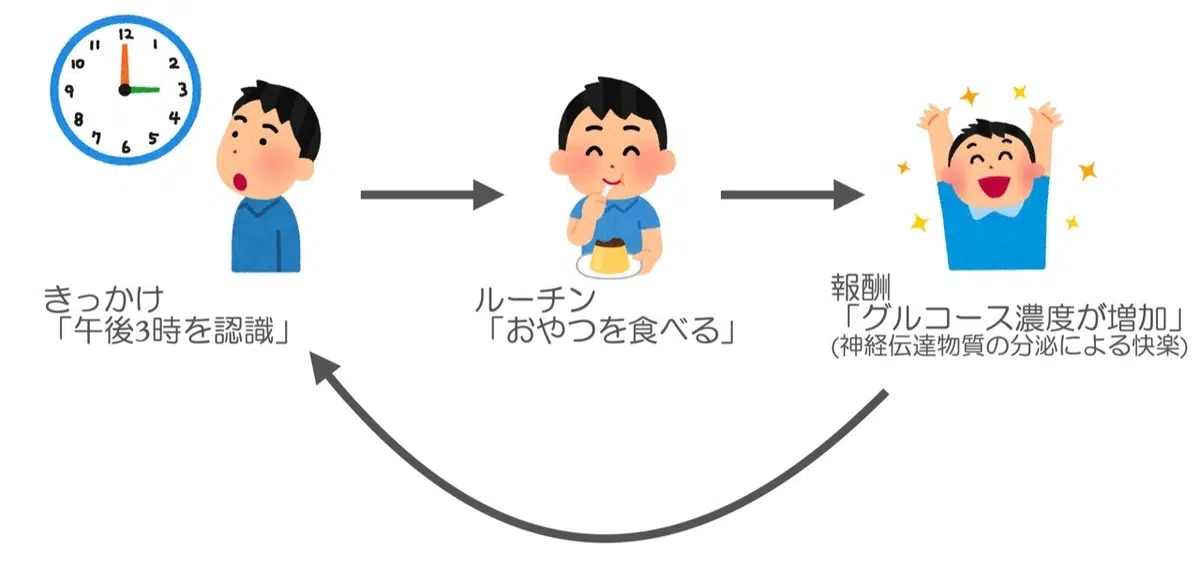 12
1
2
3
4
5
6
7
8
9
10
11
きっかけ
「午後3時を認識」
ルーチン
「おやつを食べる」
報酬
「グルコース濃度が増加」
(神経伝達物質の分泌による快楽)